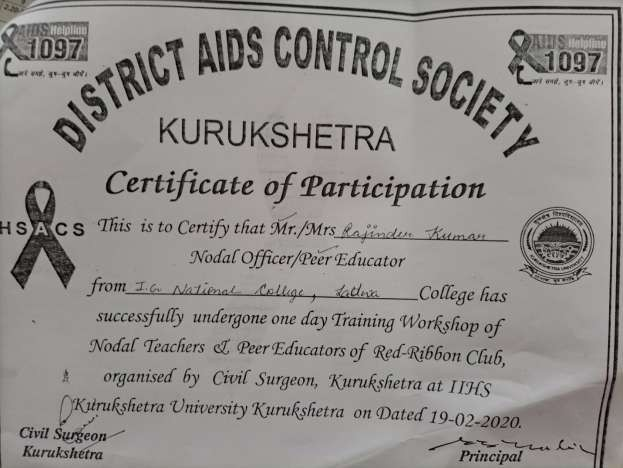 AIDS Helpline
1097
AIDS Helpline
1097
DISTRICT AIDS CONTROL SOCIETY
KURUKSHETRA
Certificate of Participation
HSACS
This is to Certify that Mr./Mrs Rajinder Kumar
Nodal Officer/Peer Educator
from I.G National College, Ladwa College has
successfully undergone one day Training Workshop of
Nodal Teachers & Peer Educators of Red-Ribbon Club,
organised by Civil Surgeon, Kurukshetra at IIHS
Kurukshetra University Kurukshetra on Dated 19-02-2020.
Civil Surgeon
Kurukshetra
Principal